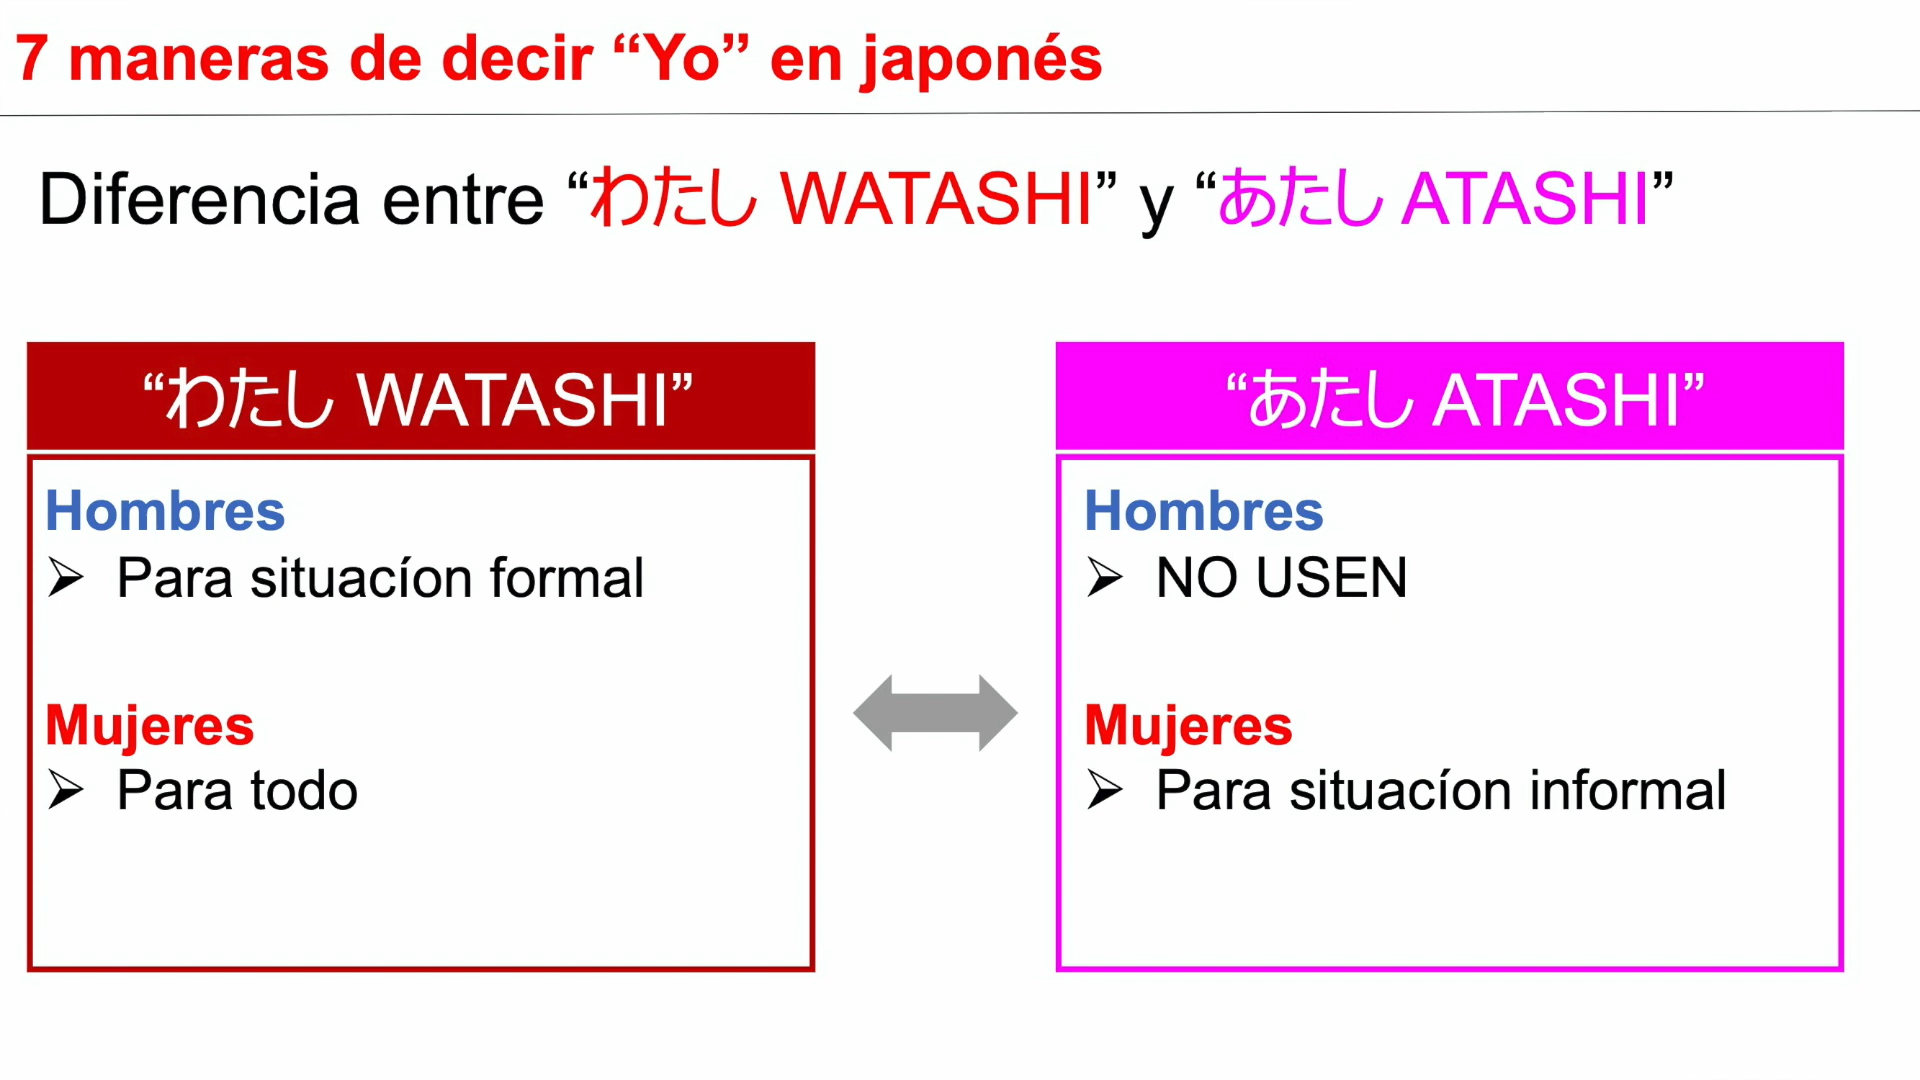 7 maneras de decir “Yo” en japonés
Diferencia entre “わたし WATASHI” y “あたし ATASHI”
“わたし WATASHI”
Hombres
➢ Para situacíon formal
Mujeres
➢ Para todo
“あたし ATASHI”
Hombres
➢ NO USEN
Mujeres
➢ Para situacíon informal